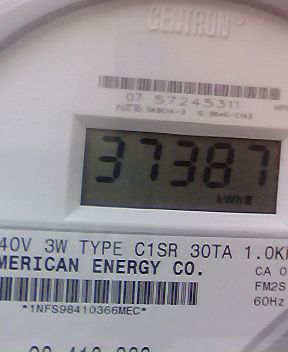 CENTRON
07 57245311
37387
kWh
40V 3W TYPE C1SR 30TA 1.0K
MERICAN ENERGY CO.
CA 0
FM2S
60Hz
*1NFS98410366MEC*